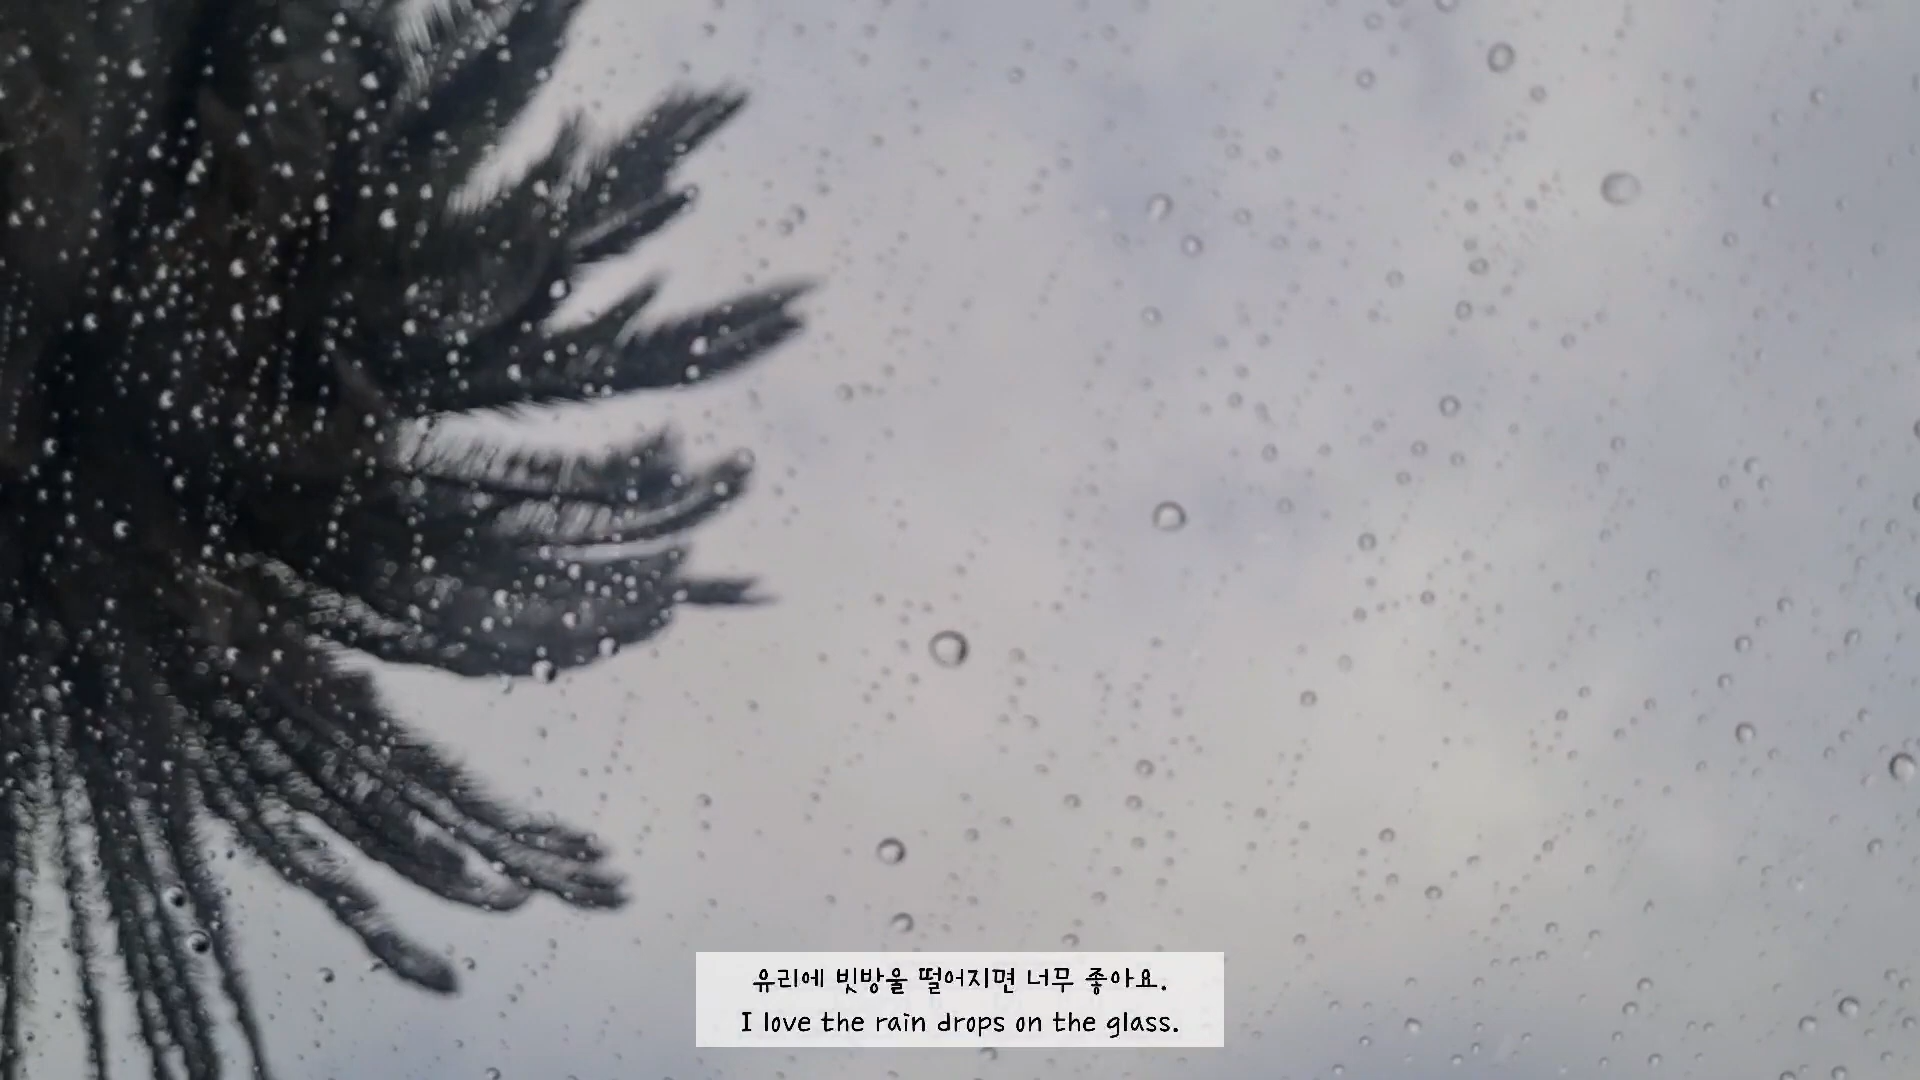 유리에 빗방울 떨어지면 너무 좋아요.
I love the rain drops on the glass.